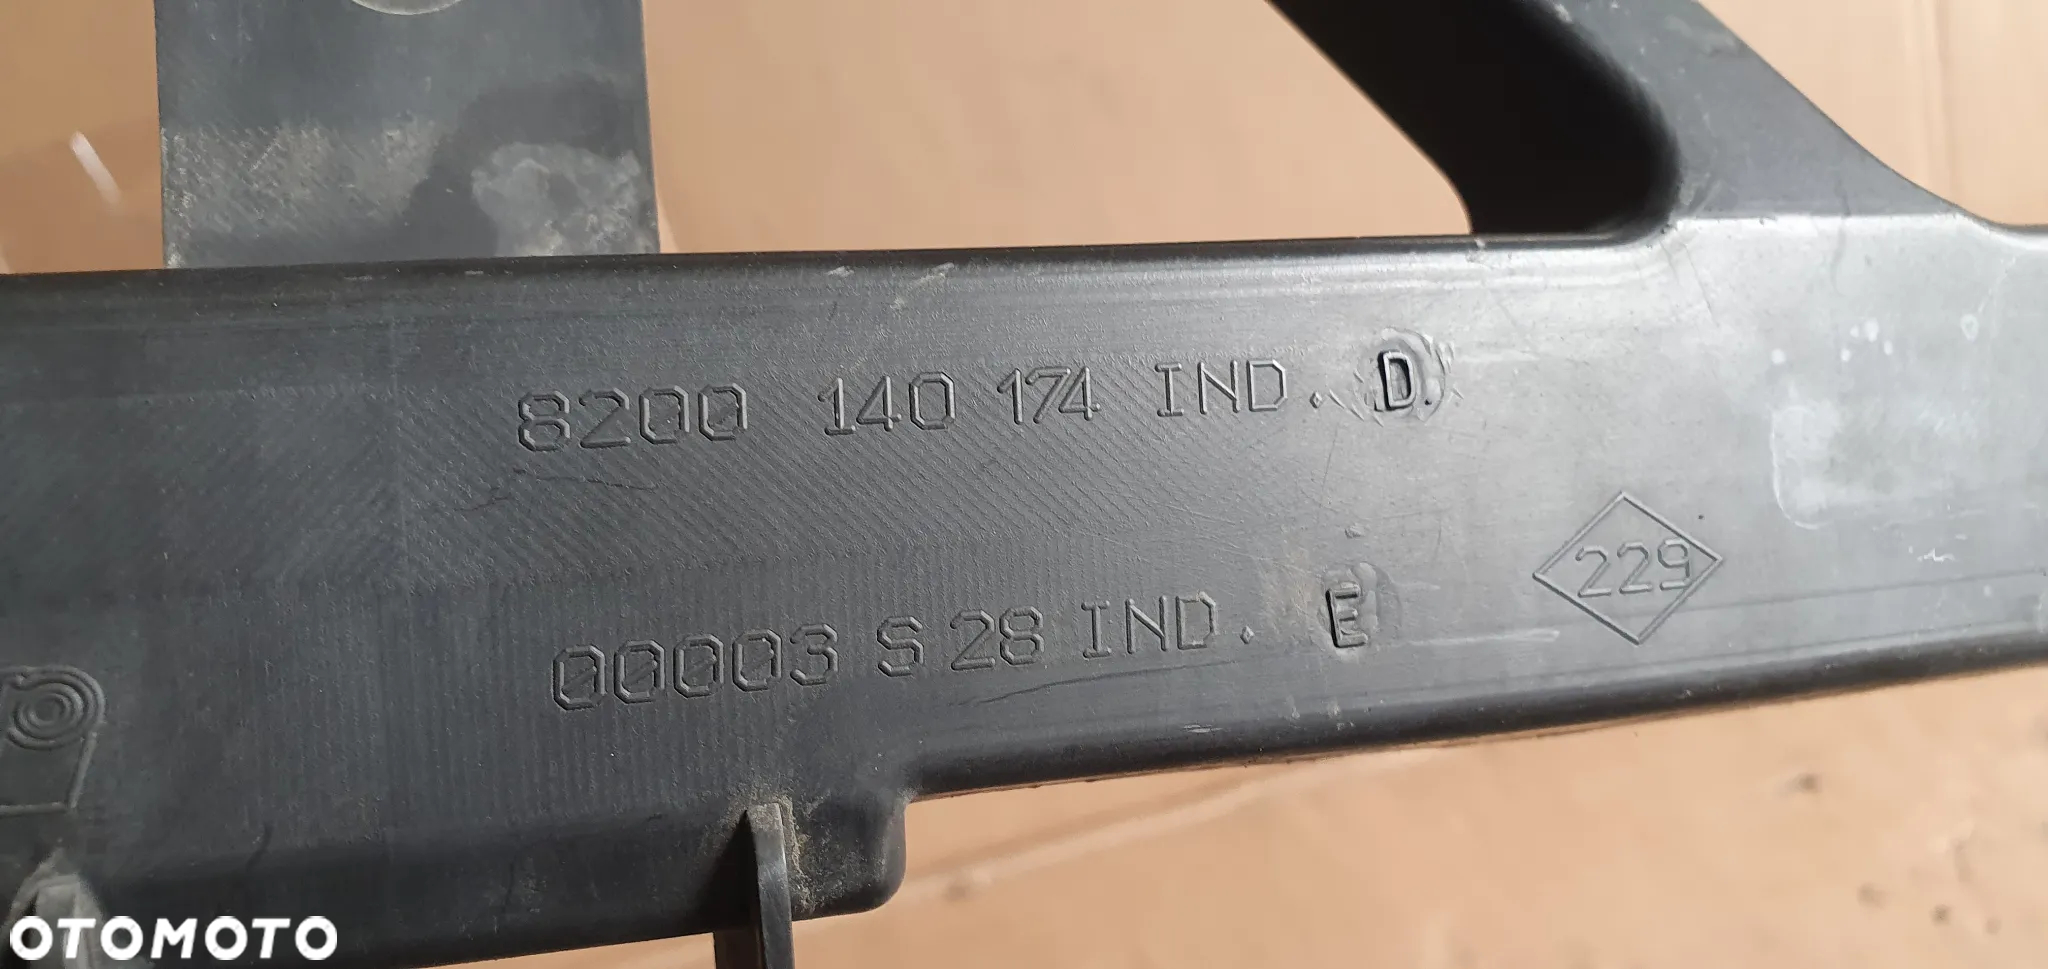 8200 140 174 IND. D
00003 S 28 IND. E
229
OTOMOTO